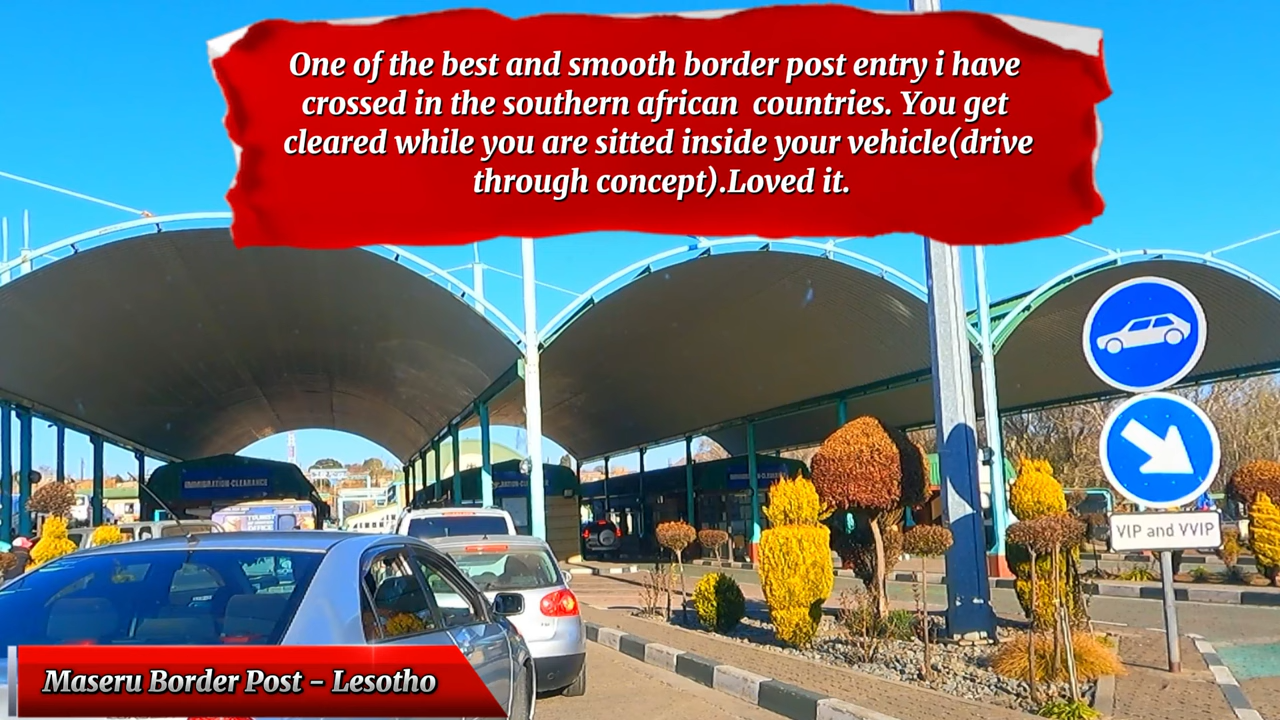 One of the best and smooth border post entry i have
crossed in the southern african  countries. You get
cleared while you are sitted inside your vehicle(drive
through concept).Loved it.
IMMIGRATION-CLEARANCE
VIP and VVIP
Maseru Border Post - Lesotho